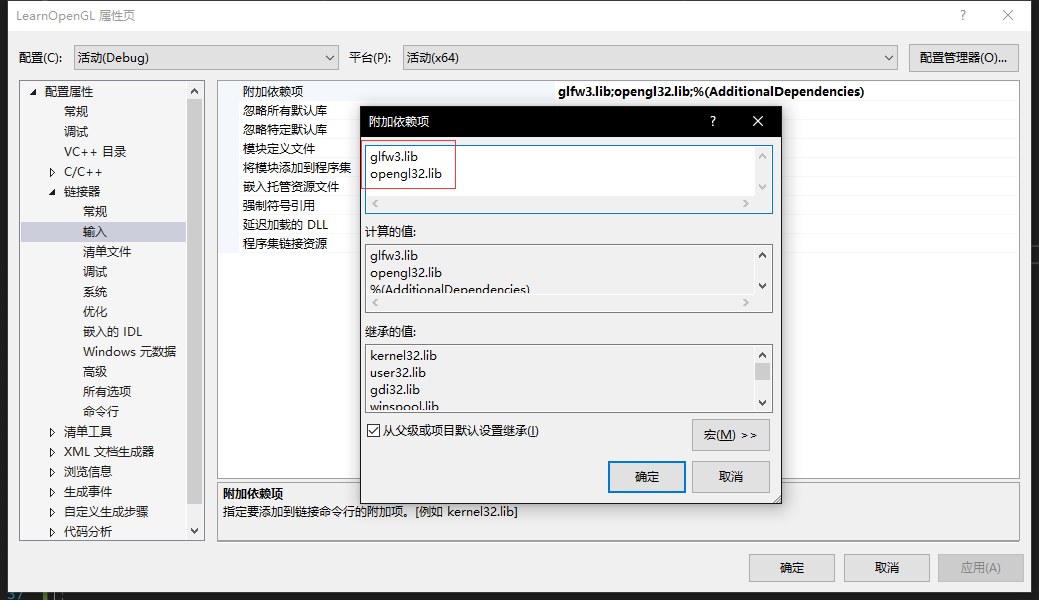 LearnOpenGL 属性页
配置(C):
活动(Debug)
平台(P):
活动(x64)
配置管理器(O)...
配置属性
常规
调试
VC++ 目录
C/C++
链接器
常规
输入
清单文件
调试
系统
优化
嵌入的 IDL
Windows 元数据
高级
所有选项
命令行
清单工具
XML 文档生成器
浏览信息
生成事件
自定义生成步骤
代码分析
附加依赖项 glfw3.lib;opengl32.lib;%(AdditionalDependencies)
忽略所有默认库
忽略特定默认库
模块定义文件
将模块添加到程序集
嵌入托管资源文件
强制符号引用
延迟加载的 DLL
程序集链接资源
附加依赖项
glfw3.lib
opengl32.lib
计算的值:
glfw3.lib
opengl32.lib
%(AdditionalDependencies)
继承的值:
kernel32.lib
user32.lib
gdi32.lib
winspool.lib
从父级或项目默认设置继承(I)
宏(M) >>
确定
取消
附加依赖项
指定要添加到链接命令行的附加项。[例如 kernel32.lib]
确定
取消
应用(A)
37